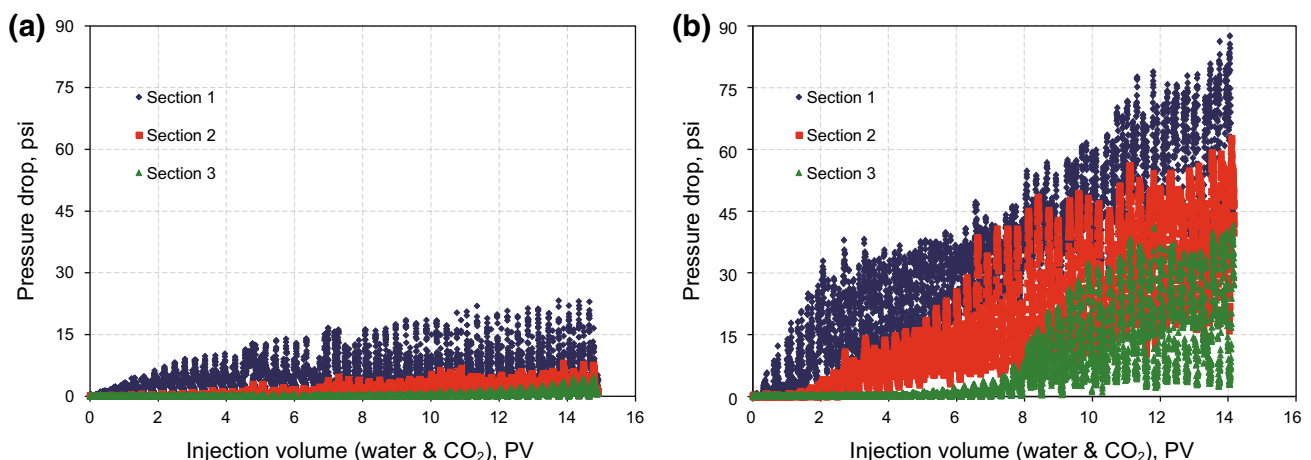 (a)
90
75
60
45
30
15
0
Pressure drop, psi
Section 1
Section 2
Section 3
0 2 4 6 8 10 12 14 16
Injection volume (water & CO₂), PV
(b)
90
75
60
45
30
15
0
Pressure drop, psi
Section 1
Section 2
Section 3
0 2 4 6 8 10 12 14 16
Injection volume (water & CO₂), PV